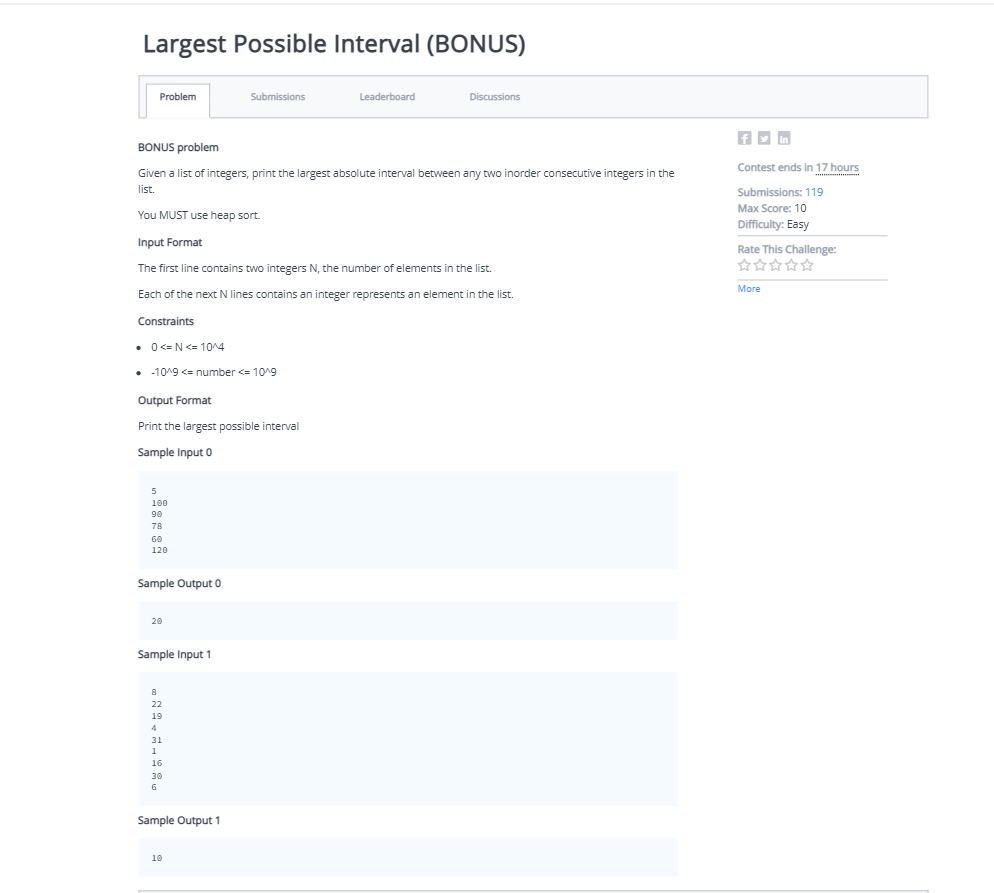 Largest Possible Interval (BONUS)
Problem
Submissions
Leaderboard
Discussions
BONUS problem
Given a list of integers, print the largest absolute interval between any two inorder consecutive integers in the
list.
You MUST use heap sort.
Input Format
The first line contains two integers N, the number of elements in the list.
Each of the next N lines contains an integer represents an element in the list.
Constraints
• 0 <= N <= 10^4
• -10^9 <= number <= 10^9
Output Format
Print the largest possible interval
Sample Input 0
5
100
90
78
60
120
Sample Output 0
20
Sample Input 1
8
22
19
4
31
1
16
30
6
Sample Output 1
10
f
in
Contest ends in 17 hours
Submissions: 119
Max Score: 10
Difficulty: Easy
Rate This Challenge:
More